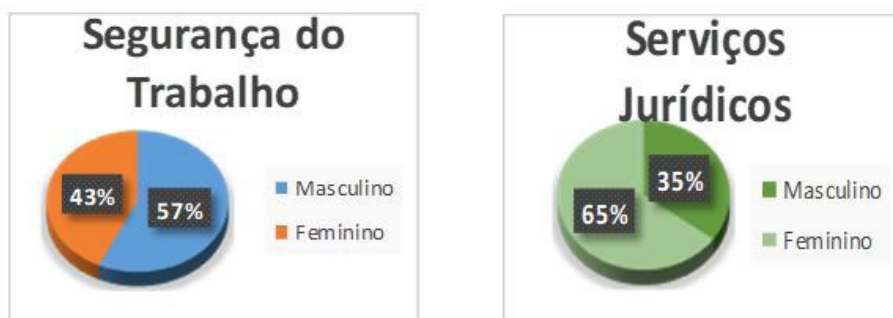 Segurança do
Trabalho
43%
57%
Masculino
Feminino
Serviços
Jurídicos
35%
65%
Masculino
Feminino